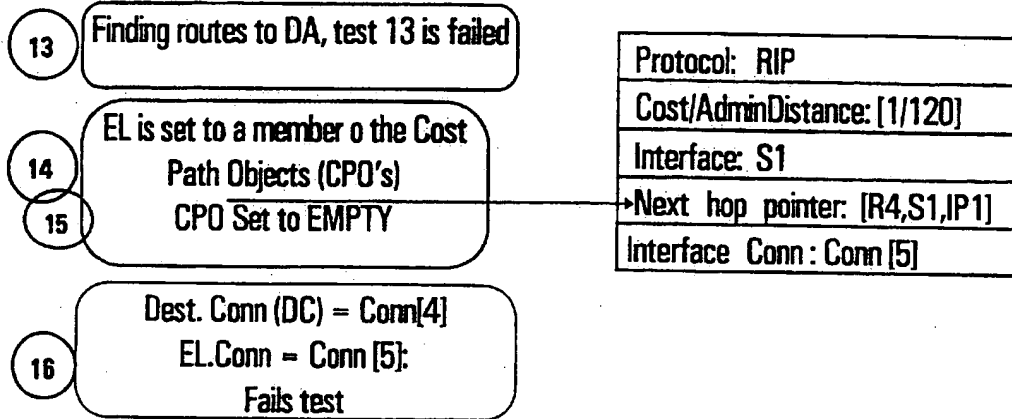 13
Finding routes to DA, test 13 is failed
14
15
EL is set to a member o the Cost
Path Objects (CPO's)
CPO Set to EMPTY
Protocol: RIP
Cost/AdminDistance: [1/120]
Interface: S1
Next hop pointer: [R4,S1,IP1]
Interface Conn: Conn [5]
16
Dest. Conn (DC) = Conn[4]
EL.Conn = Conn [5]:
Fails test